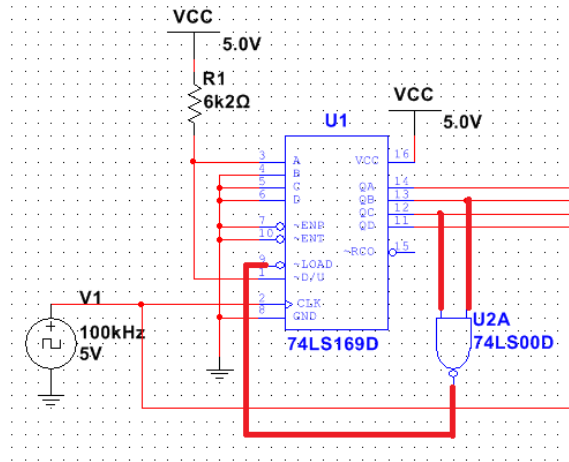 VCC
5.0V
R1
6k2Ω
VCC
5.0V
U1
3 A VCC 16
4 B
5 C QA 14
6 D QB 13
QC 12
7 ¬ENP QD 11
10 ¬ENT
¬RCO 15
9 ¬LOAD
1 ¬D/U
2 CLK
8 GND
74LS169D
V1
100kHz
5V
U2A
74LS00D